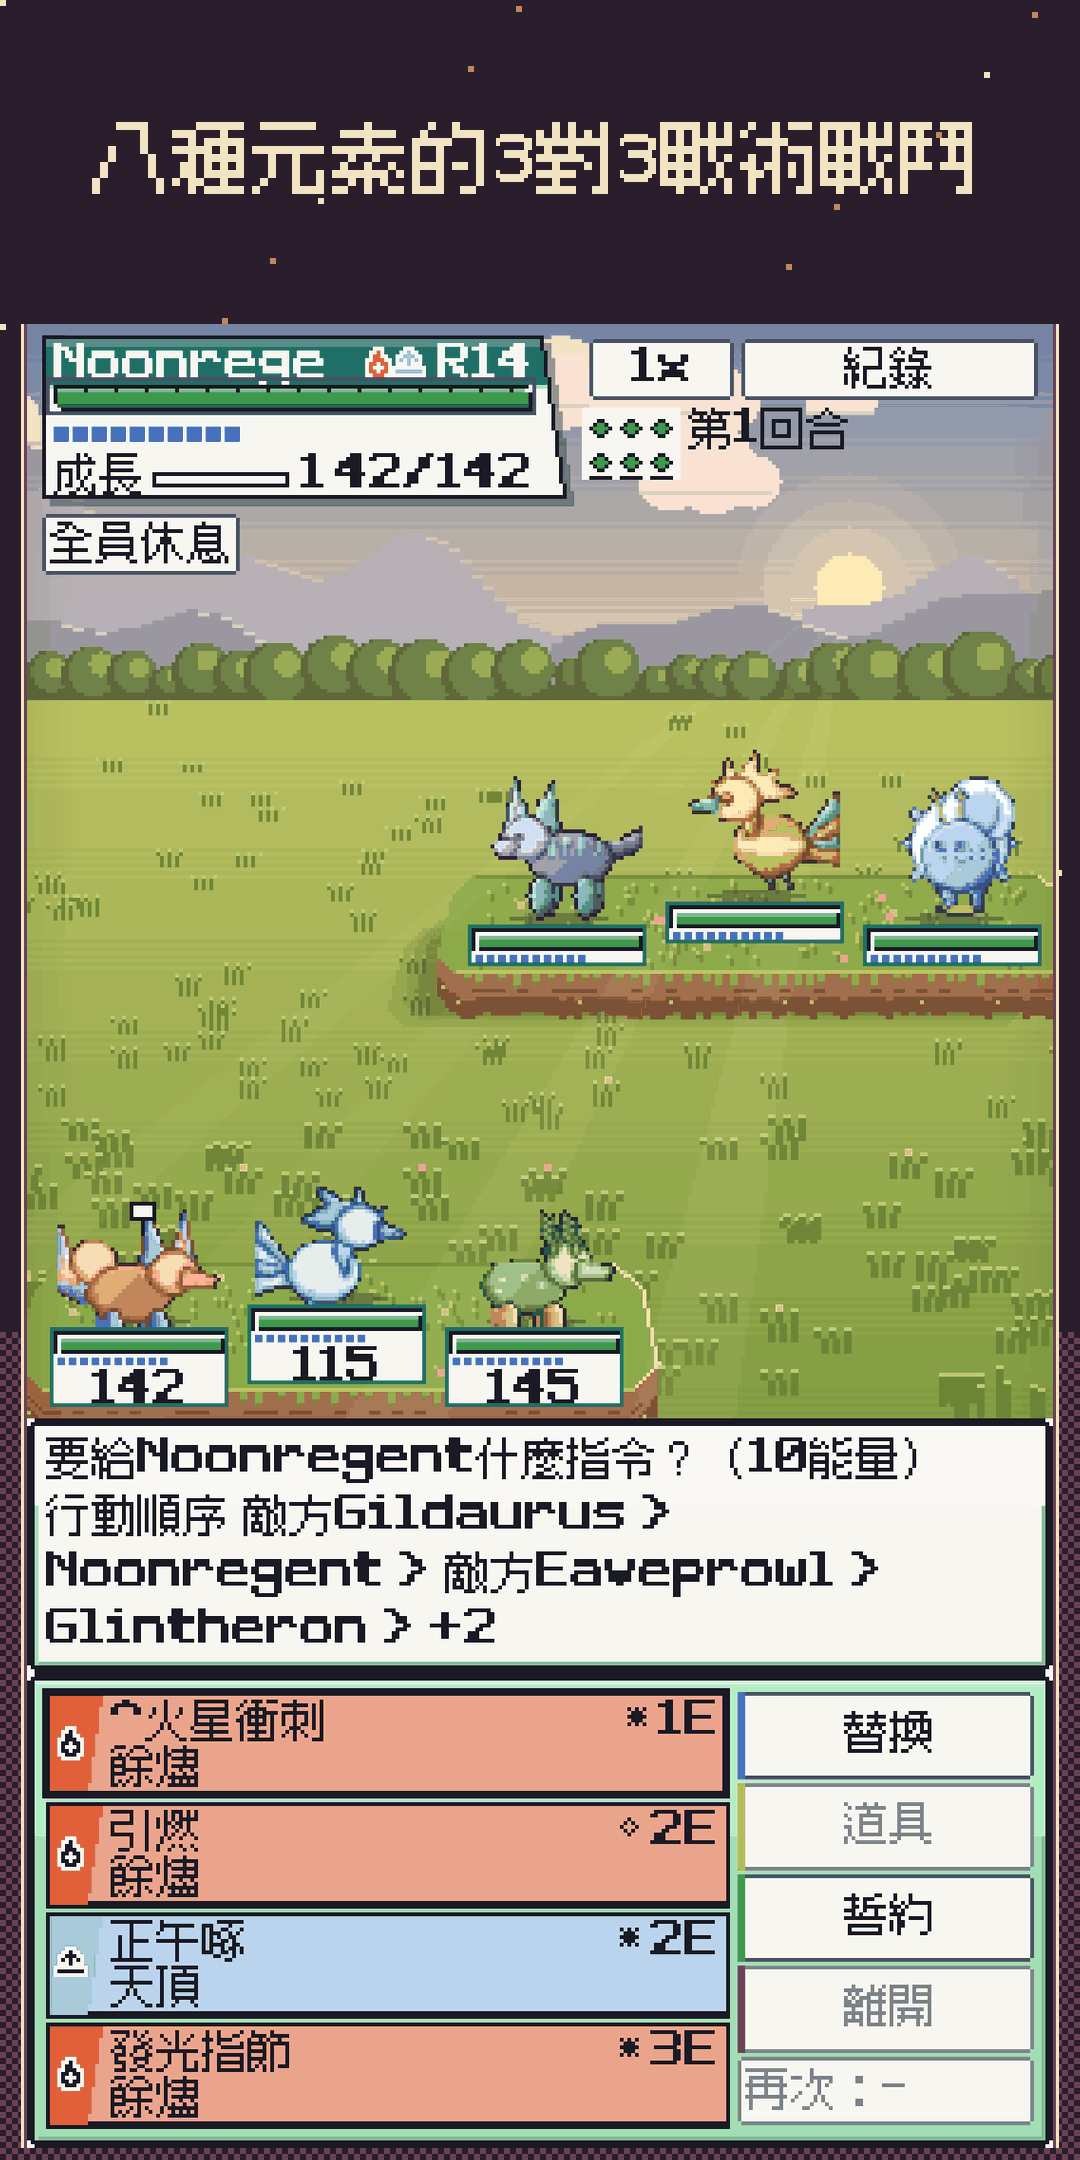 八種元素的3對3戰術戰鬥
Noonrege R14
1x
紀錄
第1回合
成長 142/142
全員休息
142
115
145
要給Noonregent什麼指令？（10能量）
行動順序 敵方Gildaurus >
Noonregent > 敵方Eaveprowl >
Glintheron > +2
火星衝刺 1E
餘燼
引燃 2E
餘燼
正午啄 2E
天頂
發光指節 3E
餘燼
替換
道具
誓約
離開
再次：-